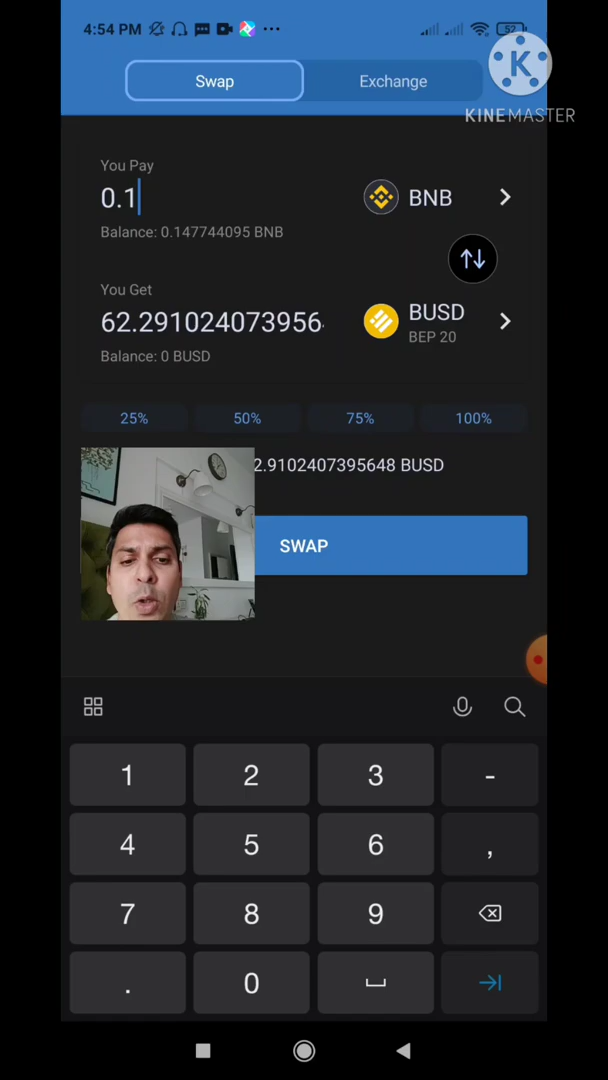 4:54 PM
52
Swap
Exchange
K
KINEMASTER
You Pay
0.1
BNB
Balance: 0.147744095 BNB
You Get
62.2910240739564
BUSD
BEP 20
Balance: 0 BUSD
25%
50%
75%
100%
2.9102407395648 BUSD
SWAP
1
2
3
-
4
5
6
,
7
8
9
.
0